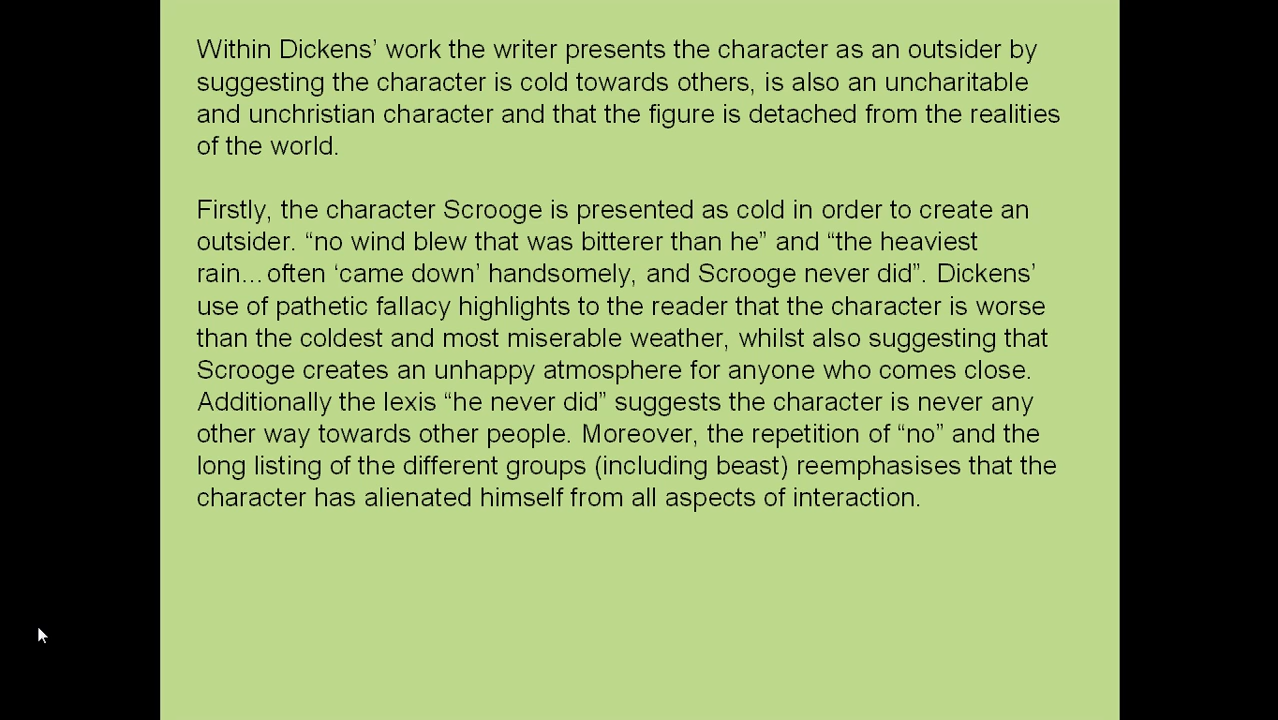 Within Dickens’ work the writer presents the character as an outsider by
suggesting the character is cold towards others, is also an uncharitable
and unchristian character and that the figure is detached from the realities
of the world.
Firstly, the character Scrooge is presented as cold in order to create an
outsider. “no wind blew that was bitterer than he” and “the heaviest
rain…often ‘came down’ handsomely, and Scrooge never did”. Dickens’
use of pathetic fallacy highlights to the reader that the character is worse
than the coldest and most miserable weather, whilst also suggesting that
Scrooge creates an unhappy atmosphere for anyone who comes close.
Additionally the lexis “he never did” suggests the character is never any
other way towards other people. Moreover, the repetition of “no” and the
long listing of the different groups (including beast) reemphasises that the
character has alienated himself from all aspects of interaction.